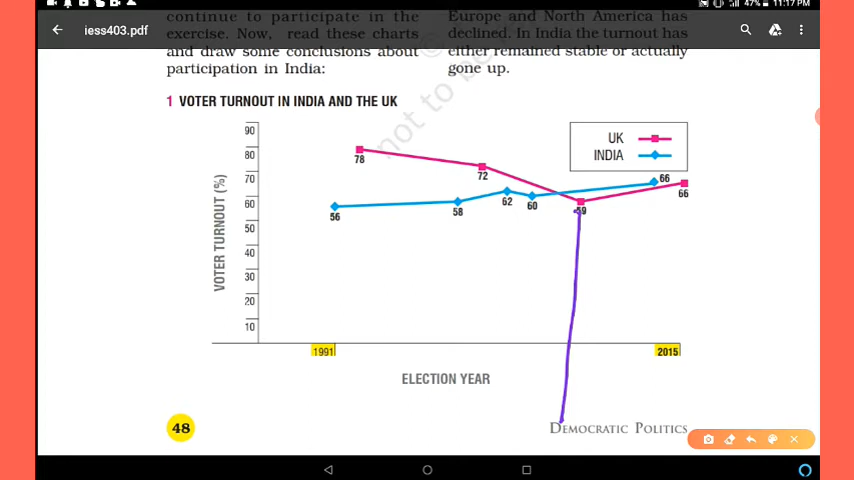 47% 11:17 PM
iess403.pdf
continue to participate in the
exercise. Now, read these charts
and draw some conclusions about
participation in India:
Europe and North America has
declined. In India the turnout has
either remained stable or actually
gone up.
not to be
©
1 VOTER TURNOUT IN INDIA AND THE UK
UK
INDIA
VOTER TURNOUT (%)
90
80
70
60
50
40
30
20
10
78
72
59
66
56
58
62
60
66
1991
2015
ELECTION YEAR
48
DEMOCRATIC POLITICS